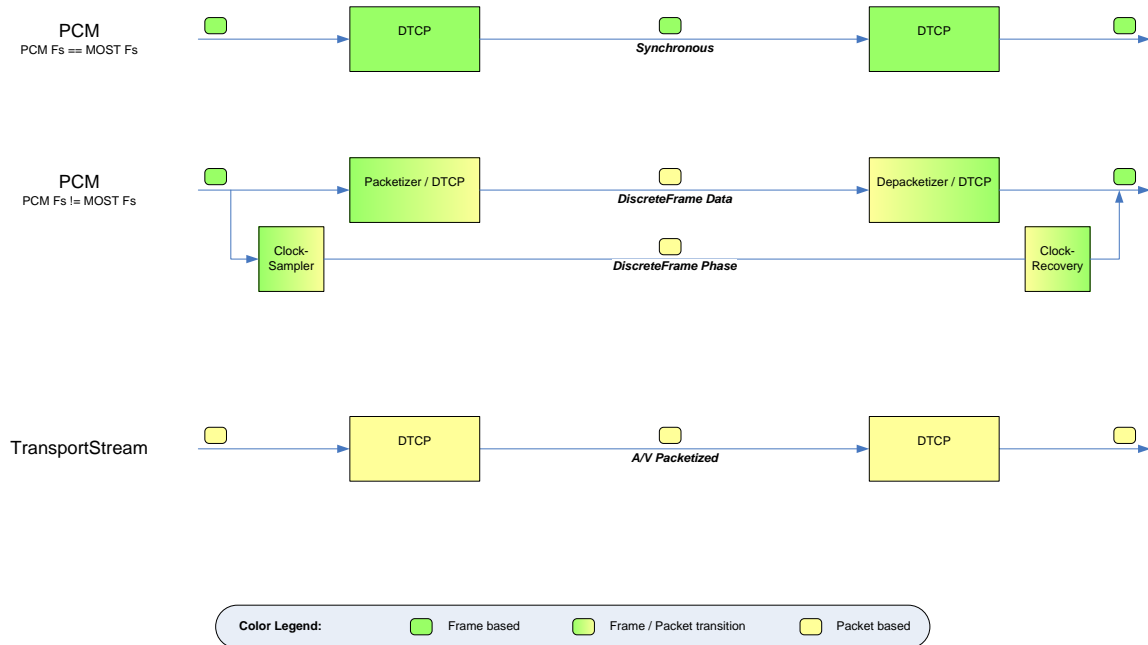 PCM
PCM Fs == MOST Fs
DTCP
Synchronous
DTCP
PCM
PCM Fs != MOST Fs
Packetizer / DTCP
DiscreteFrame Data
Depacketizer / DTCP
Clock-
Sampler
DiscreteFrame Phase
Clock-
Recovery
TransportStream
DTCP
A/V Packetized
DTCP
Color Legend:
Frame based
Frame / Packet transition
Packet based